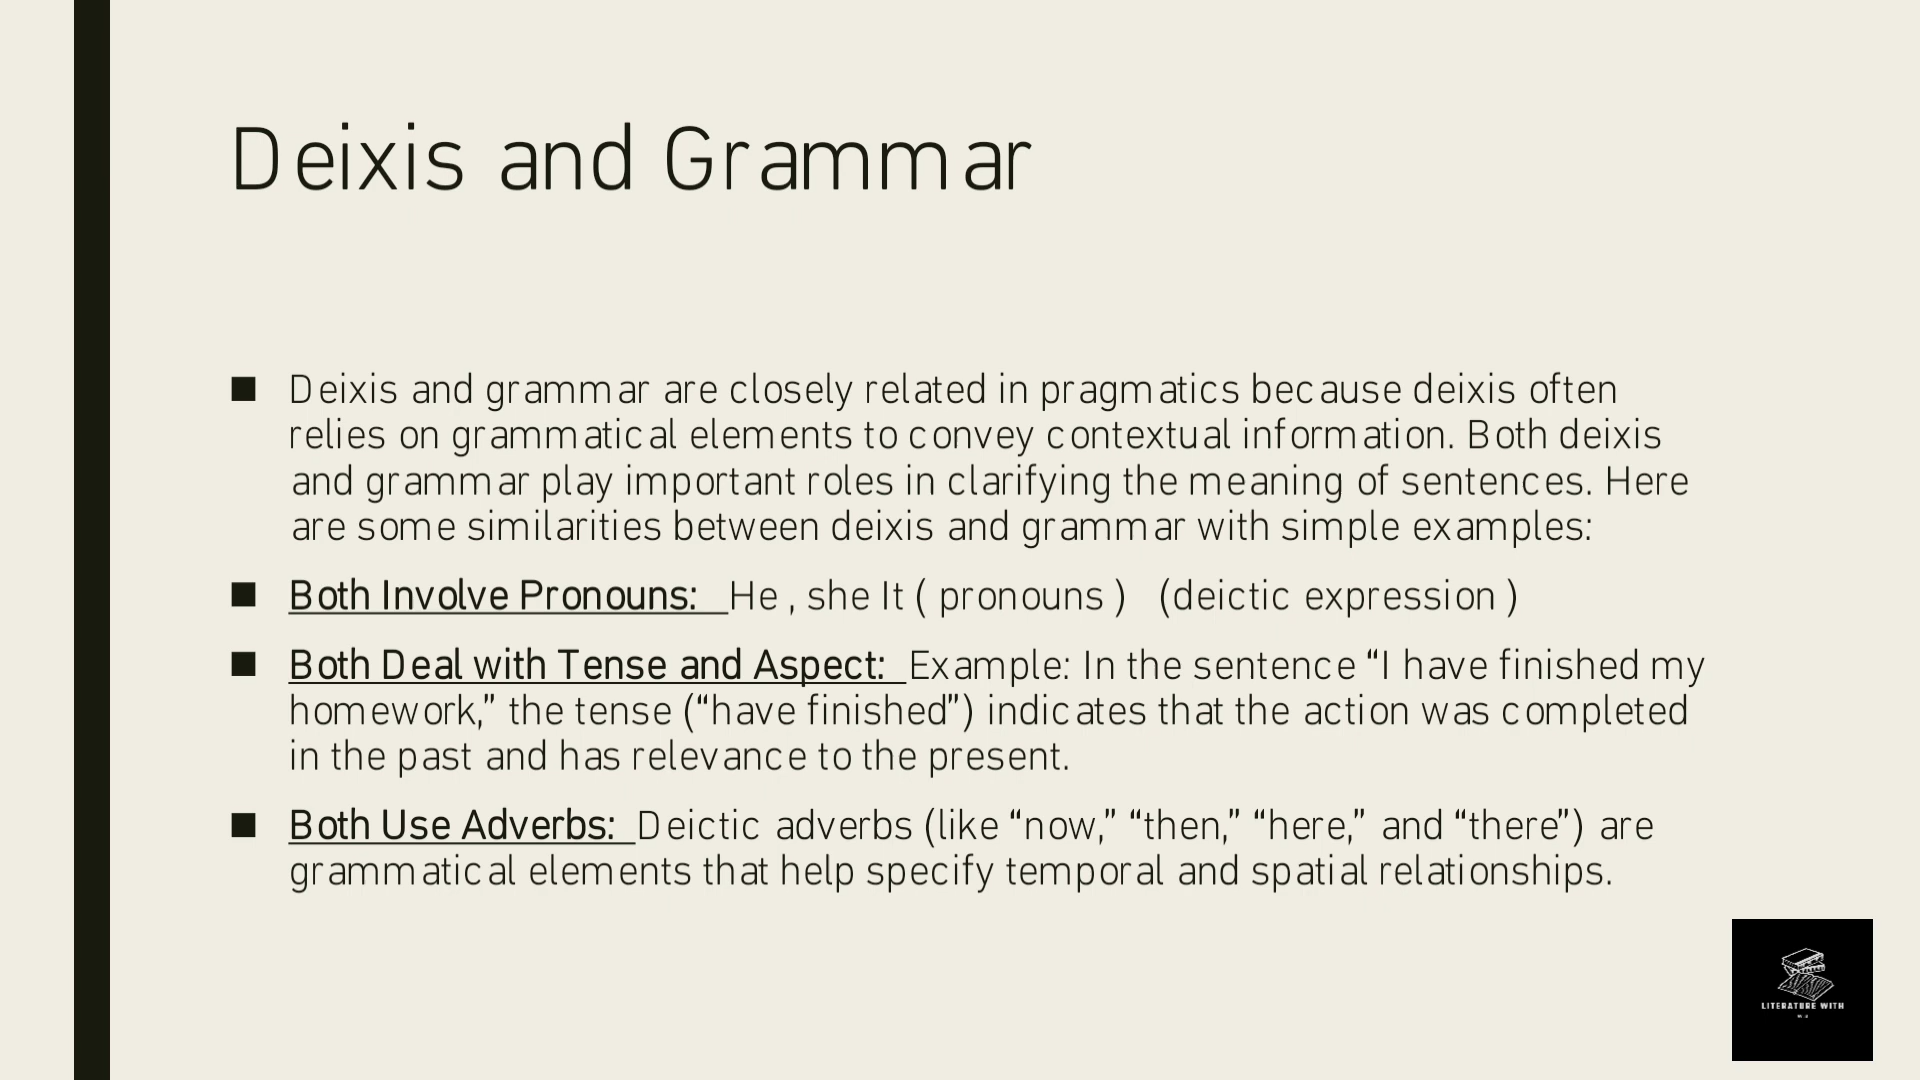 Deixis and Grammar
■ Deixis and grammar are closely related in pragmatics because deixis often
relies on grammatical elements to convey contextual information. Both deixis
and grammar play important roles in clarifying the meaning of sentences. Here
are some similarities between deixis and grammar with simple examples:
■ Both Involve Pronouns: He , she It ( pronouns ) (deictic expression )
■ Both Deal with Tense and Aspect: Example: In the sentence “I have finished my
homework,” the tense (“have finished”) indicates that the action was completed
in the past and has relevance to the present.
■ Both Use Adverbs: Deictic adverbs (like “now,” “then,” “here,” and “there”) are
grammatical elements that help specify temporal and spatial relationships.
LITERATURE WITH